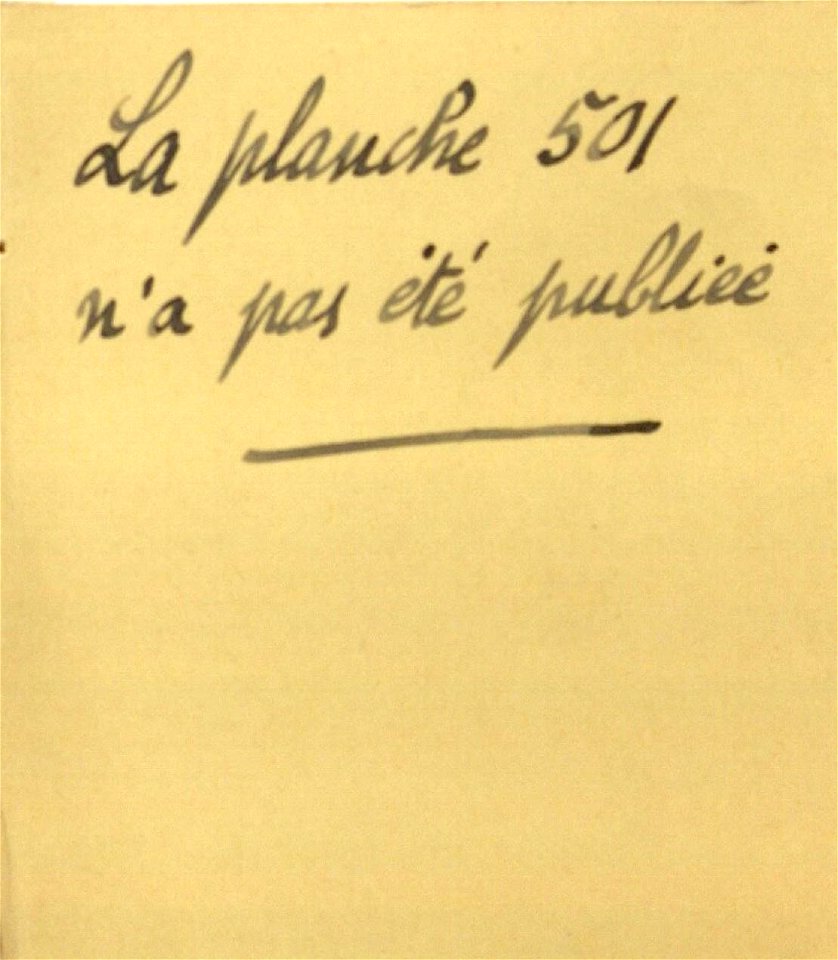 La planche 501
n'a pas été publiée